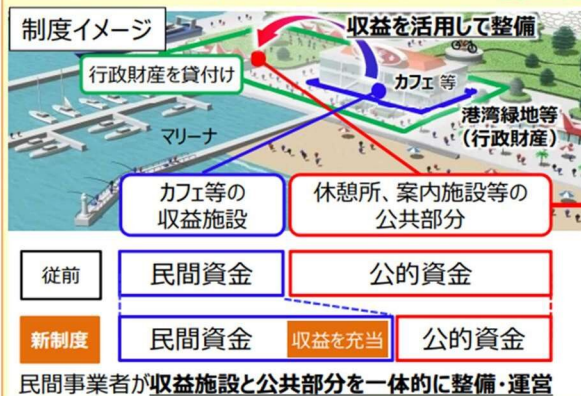 制度イメージ
収益を活用して整備
行政財産を貸付け
カフェ 等
港湾緑地等
(行政財産)
マリーナ
カフェ等の
収益施設
休憩所、案内施設等の
公共部分
従前
民間資金
公的資金
新制度
民間資金
収益を充当
公的資金
民間事業者が収益施設と公共部分を一体的に整備・運営